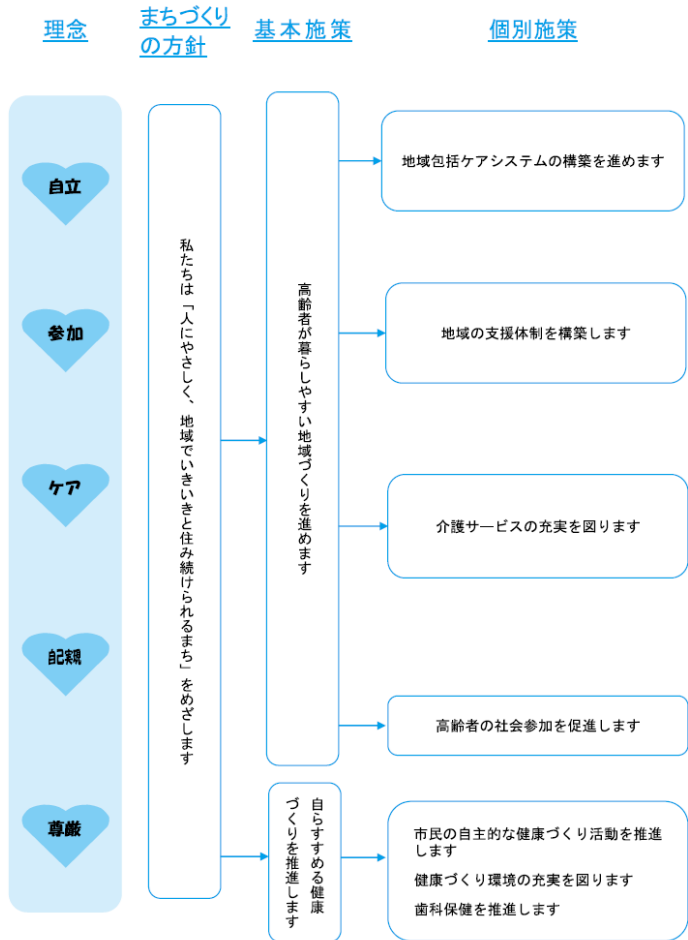 理念
まちづくり
の方針
基本施策
個別施策
自立
参加
ケア
尊厳
私たちは「人にやさしく、地域でいきいきと住み続けられるまち」をめざします
高齢者が暮らしやすい地域づくりを進めます
自らすすめる健康
づくりを推進します
地域包括ケアシステムの構築を進めます
地域の支援体制を構築します
介護サービスの充実を図ります
高齢者の社会参加を促進します
市民の自主的な健康づくり活動を推進
します
健康づくり環境の充実を図ります
歯科保健を推進します